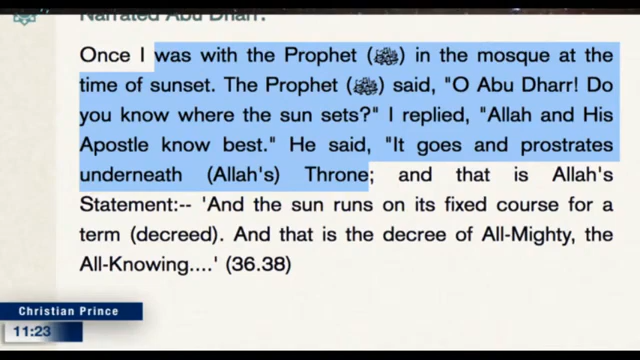 Narrated Abu Dharr:
Once I was with the Prophet (ﷺ) in the mosque at the
time of sunset. The Prophet (ﷺ) said, "O Abu Dharr! Do
you know where the sun sets?" I replied, "Allah and His
Apostle know best." He said, "It goes and prostrates
underneath (Allah's) Throne; and that is Allah's
Statement:-- 'And the sun runs on its fixed course for a
term (decreed). And that is the decree of All-Mighty, the
All-Knowing....' (36.38)
Christian Prince
11:23